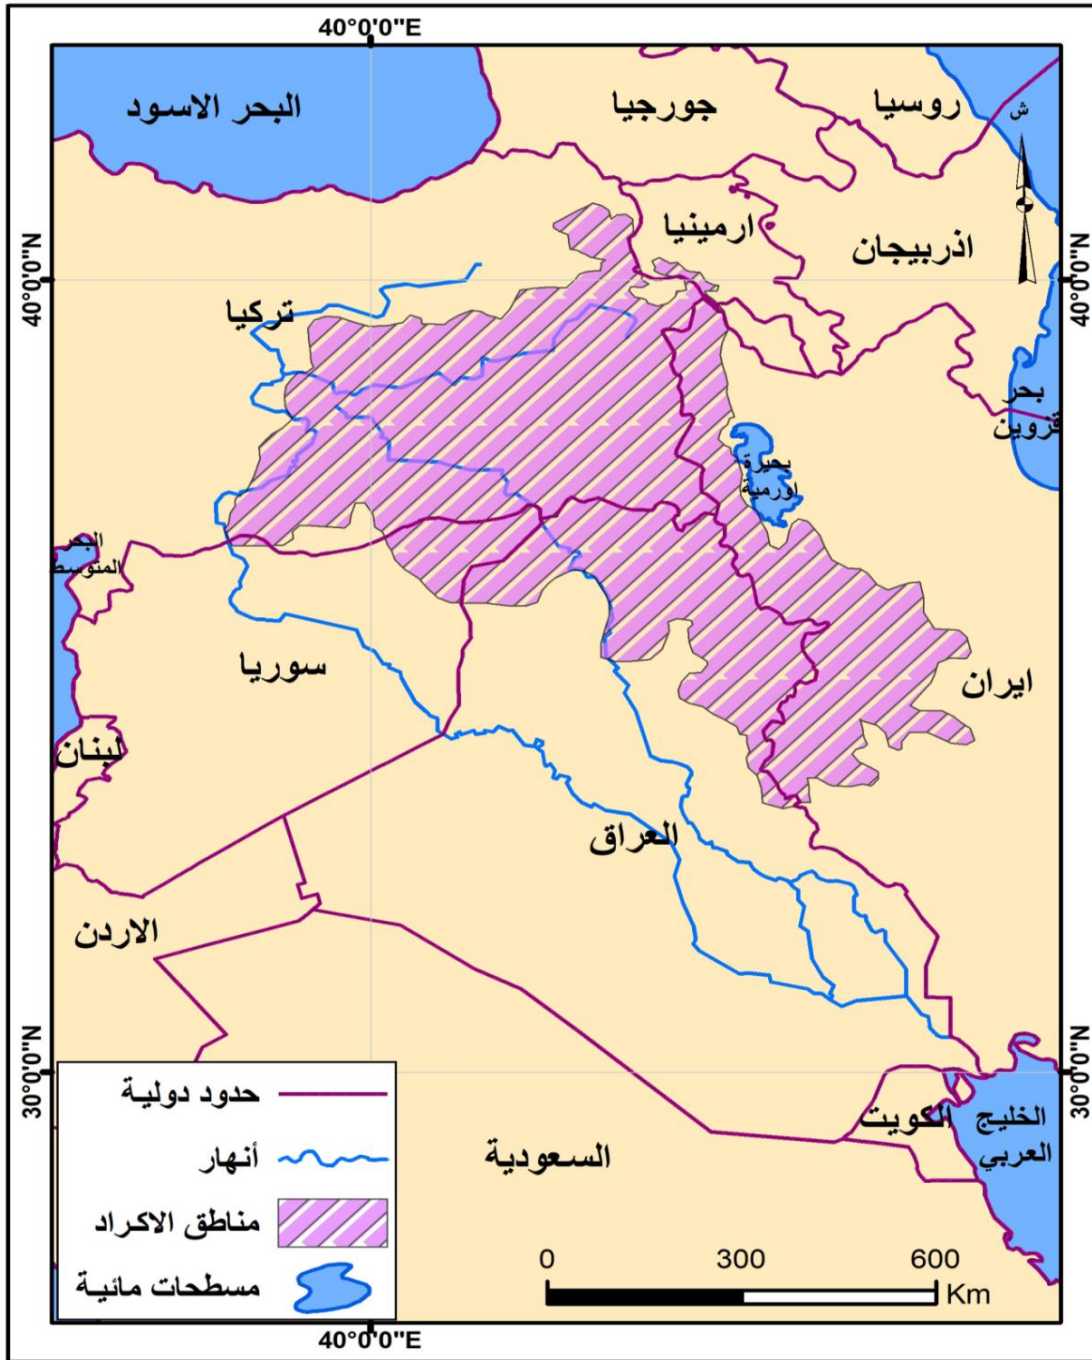 40°0'0"E
البحر الاسود
جورجيا
روسيا
ش
ارمينيا
اذربيجان
40°0'0"N
40°0'0"N
تركيا
بحر
قزوين
بحيرة
اورمية
البحر
المتوسط
سوريا
ايران
لبنان
العراق
الاردن
30°0'0"N
30°0'0"N
الكويت
الخليج
العربي
السعودية
حدود دولية
أنهار
مناطق الاكراد
مسطحات مائية
0 300 600
Km
40°0'0"E